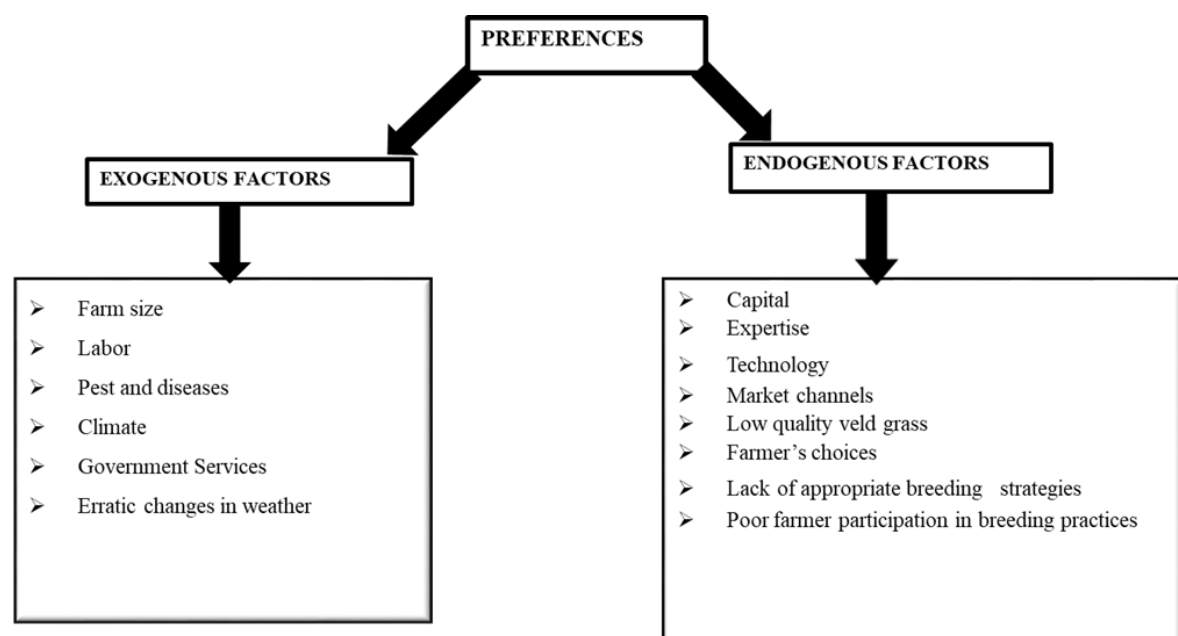 PREFERENCES
EXOGENOUS FACTORS
ENDOGENOUS FACTORS
➢ Farm size
➢ Labor
➢ Pest and diseases
➢ Climate
➢ Government Services
➢ Erratic changes in weather
➢ Capital
➢ Expertise
➢ Technology
➢ Market channels
➢ Low quality veld grass
➢ Farmer’s choices
➢ Lack of appropriate breeding strategies
➢ Poor farmer participation in breeding practices